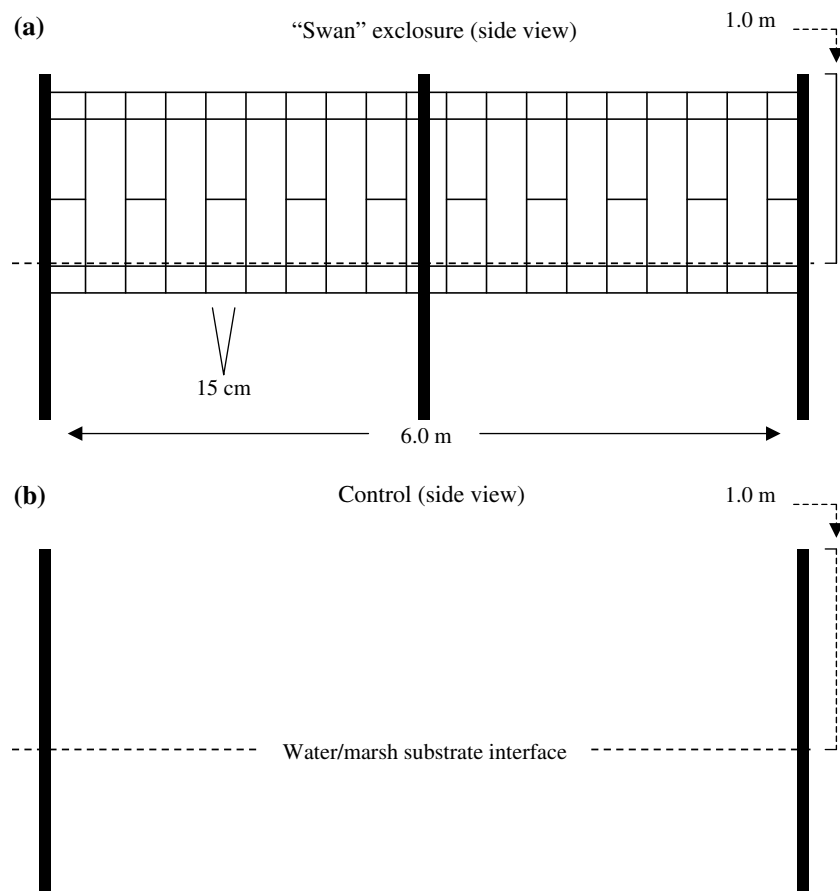 (a)
“Swan” exclosure (side view)
1.0 m
15 cm
6.0 m
(b)
Control (side view)
1.0 m
Water/marsh substrate interface